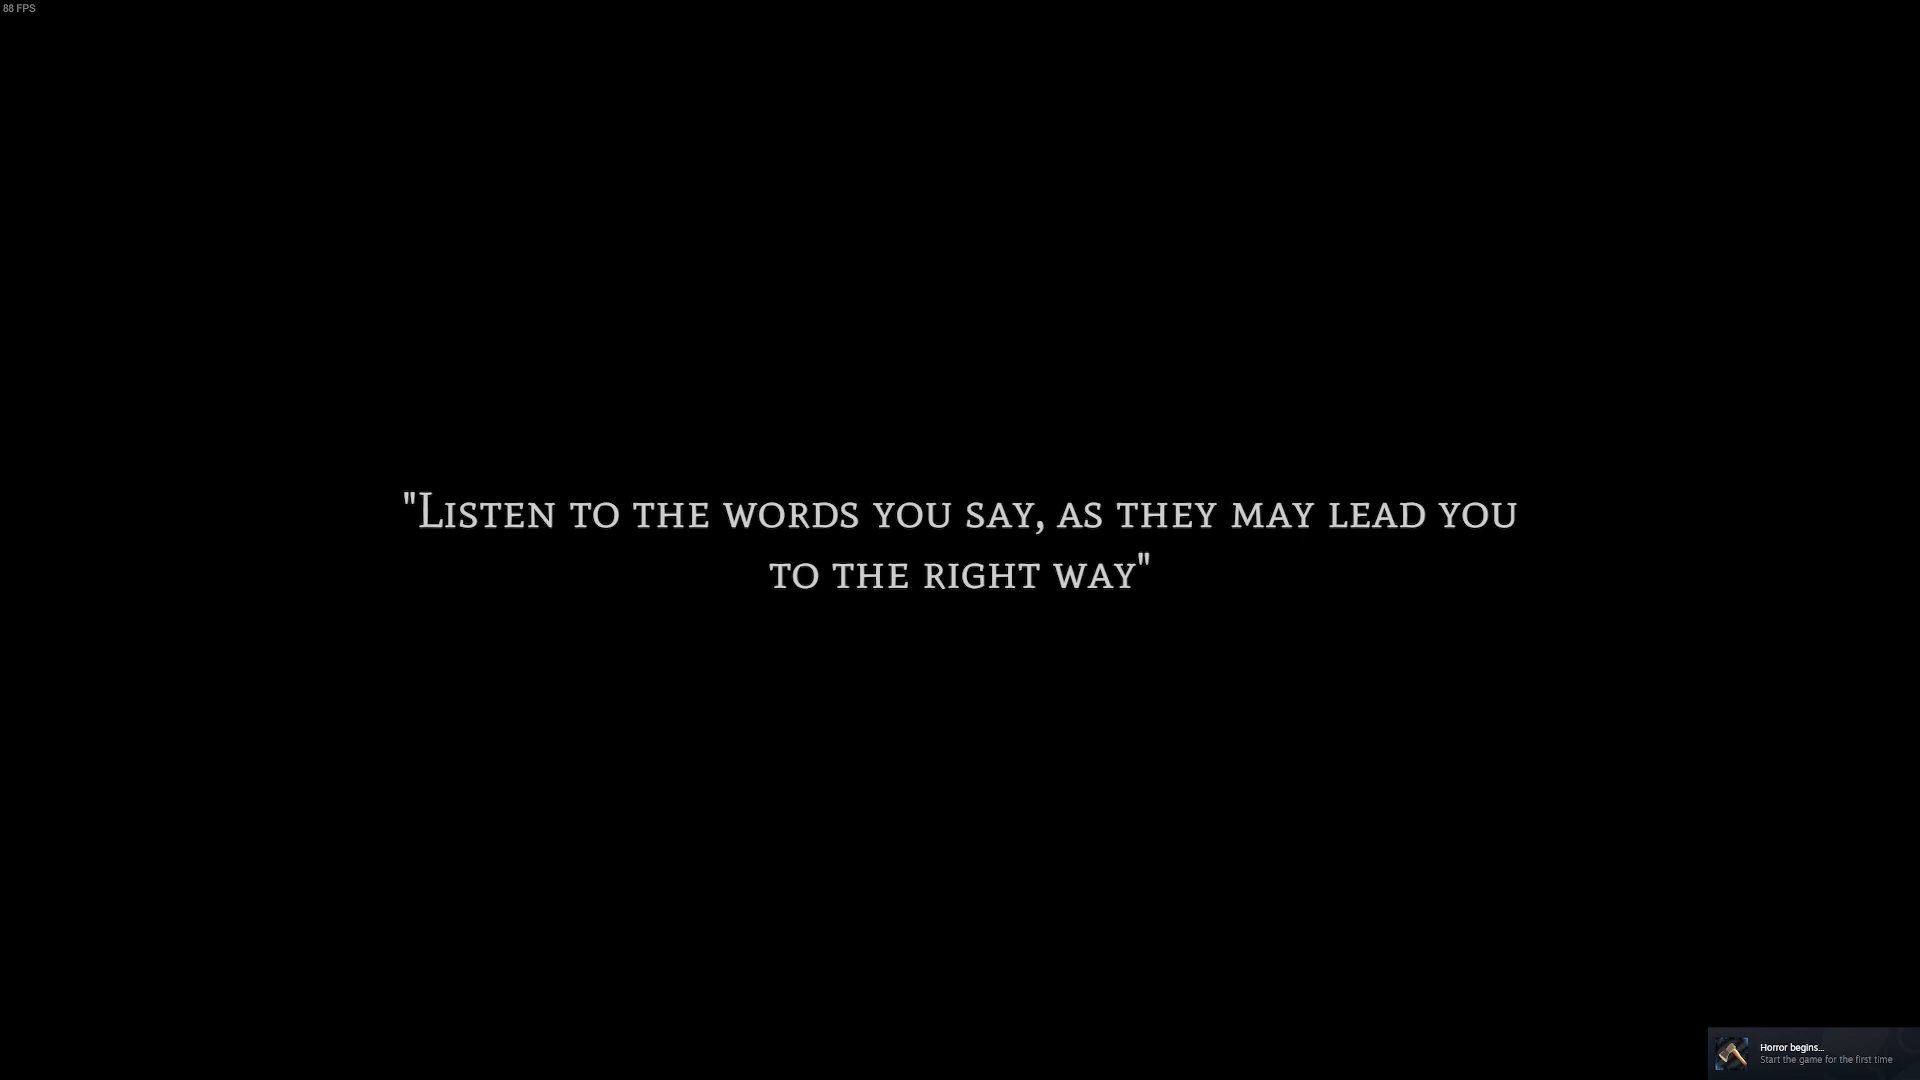 88 FPS
"Listen to the words you say, as they may lead you
to the right way"
Horror begins...
Start the game for the first time